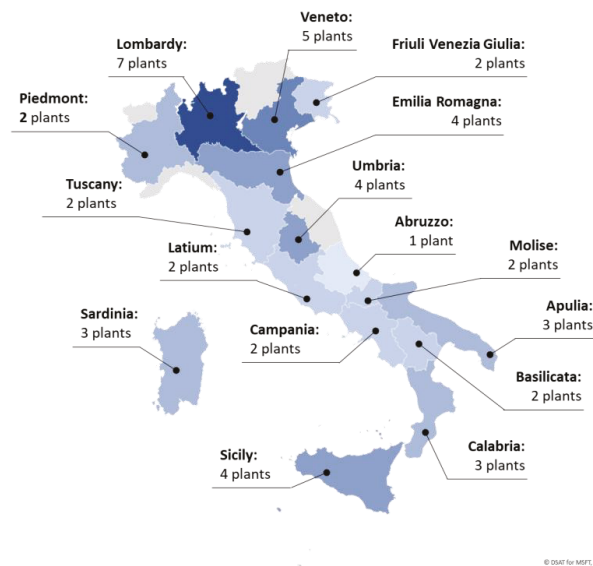 Veneto:
5 plants
Lombardy:
7 plants
Friuli Venezia Giulia:
2 plants
Piedmont:
2 plants
Emilia Romagna:
4 plants
Umbria:
4 plants
Tuscany:
2 plants
Abruzzo:
1 plant
Latium:
2 plants
Molise:
2 plants
Sardinia:
3 plants
Apulia:
3 plants
Campania:
2 plants
Basilicata:
2 plants
Calabria:
3 plants
Sicily:
4 plants
© DSAT for MSFT,